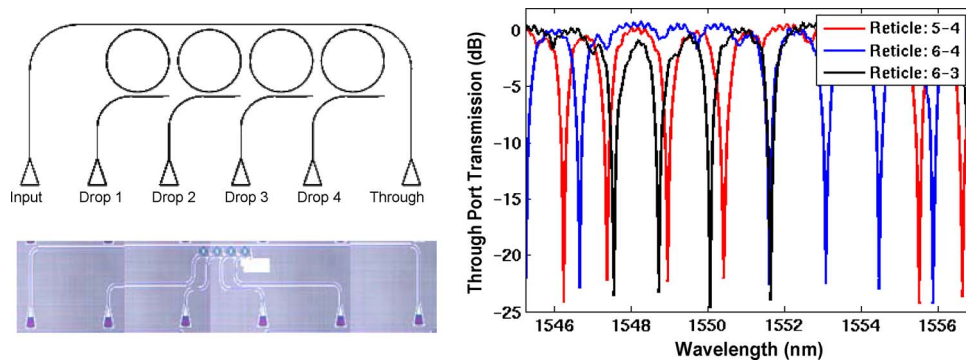 Input
Drop 1
Drop 2
Drop 3
Drop 4
Through
Through Port Transmission (dB)
0
-5
-10
-15
-20
-25
1546
1548
1550
1552
1554
1556
Wavelength (nm)
Reticle: 5-4
Reticle: 6-4
Reticle: 6-3